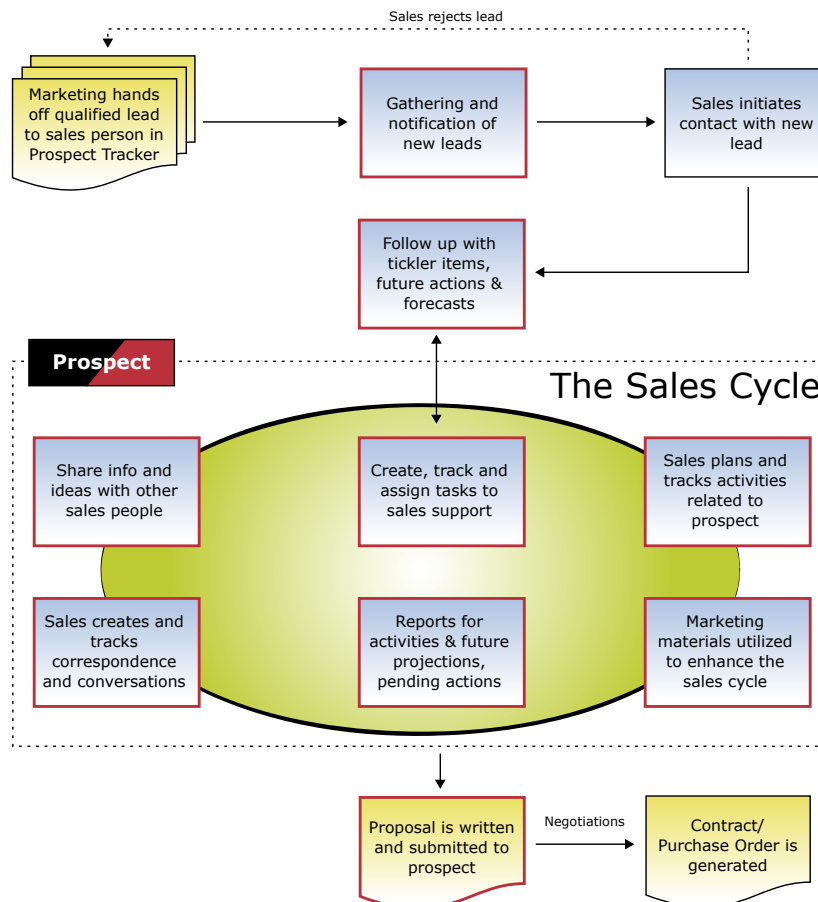 Sales rejects lead
Marketing hands
off qualified lead
to sales person in
Prospect Tracker
Gathering and
notification of
new leads
Sales initiates
contact with new
lead
Follow up with
tickler items,
future actions &
forecasts
Prospect
The Sales Cycle
Share info and
ideas with other
sales people
Create, track and
assign tasks to
sales support
Sales plans and
tracks activities
related to
prospect
Sales creates and
tracks
correspondence
and conversations
Reports for
activities & future
projections,
pending actions
Marketing
materials utilized
to enhance the
sales cycle
Proposal is written
and submitted to
prospect
Negotiations
Contract/
Purchase Order is
generated